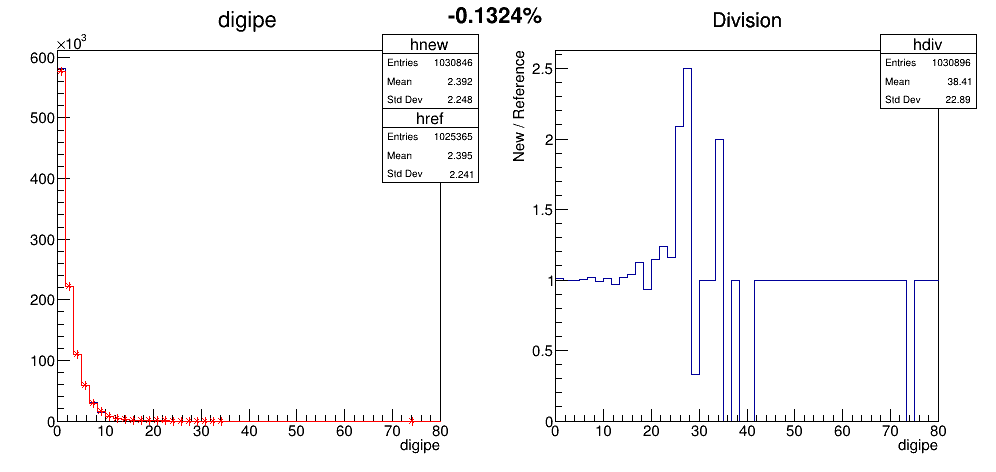 -0.1324%
digipe
×10³
600
500
400
300
200
100
0
0 10 20 30 40 50 60 70 80
digipe
hnew
Entries 1030846
Mean 2.392
Std Dev 2.248
href
Entries 1025365
Mean 2.395
Std Dev 2.241
Division
New / Reference
2.5
2
1.5
1
0.5
0
0 10 20 30 40 50 60 70 80
digipe
hdiv
Entries 1030896
Mean 38.41
Std Dev 22.89